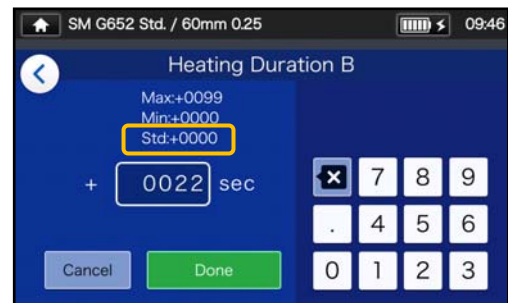 SM G652 Std. / 60mm 0.25 09:46
Heating Duration B
Max:+0099
Min:+0000
Std:+0000
+ 0022 sec
7 8 9
. 4 5 6
Cancel Done 0 1 2 3